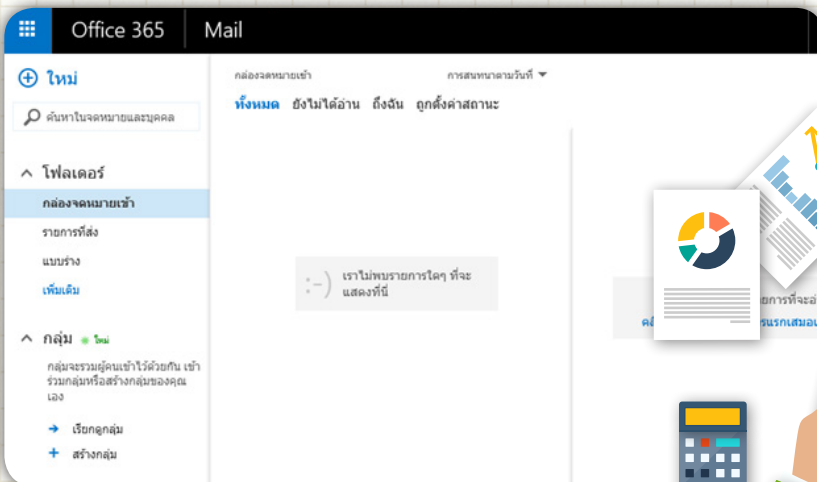 Office 365 Mail
ใหม่
ค้นหาในจดหมายและบุคคล
โฟลเดอร์
กล่องจดหมายเข้า
รายการที่ส่ง
แบบร่าง
เพิ่มเติม
กลุ่ม ใหม่
กลุ่มจะรวมผู้คนเข้าไว้ด้วยกัน เข้า
ร่วมกลุ่มหรือสร้างกลุ่มของคุณ
เอง
เรียกดูกลุ่ม
สร้างกลุ่ม
กล่องจดหมายเข้า การสนทนาตามวันที่
ทั้งหมด ยังไม่ได้อ่าน ถึงฉัน ถูกตั้งค่าสถานะ
เราไม่พบรายการใดๆ ที่จะ
แสดงที่นี่